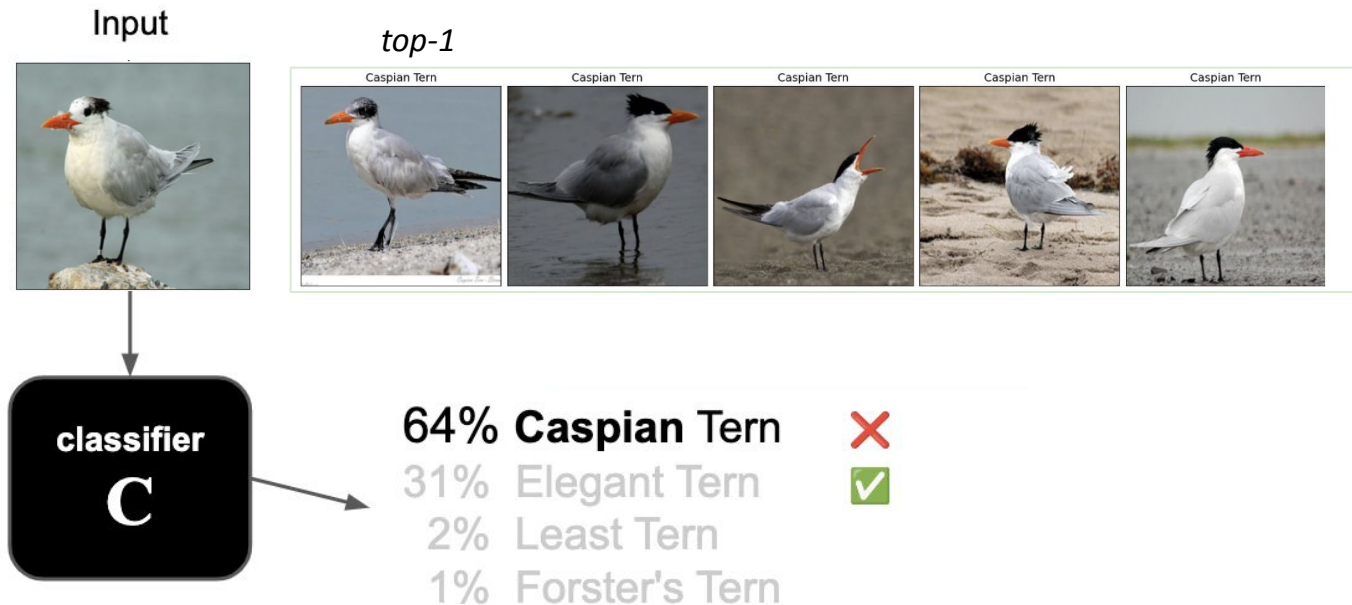 Input
top-1
Caspian Tern
Caspian Tern
Caspian Tern
Caspian Tern
Caspian Tern
classifier
C
64% Caspian Tern ❌
31% Elegant Tern ✅
2% Least Tern
1% Forster's Tern